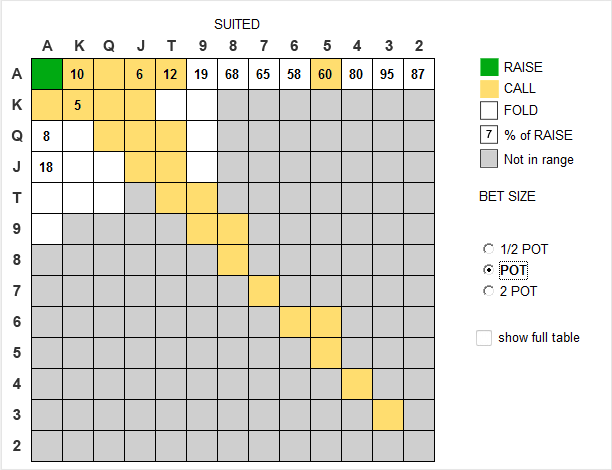 SUITED
A K Q J T 9 8 7 6 5 4 3 2
A 10 6 12 19 68 65 58 60 80 95 87
K 5
Q 8
J 18
T
9
8
7
6
5
4
3
2
RAISE
CALL
FOLD
7 % of RAISE
Not in range
BET SIZE
1/2 POT
POT
2 POT
show full table